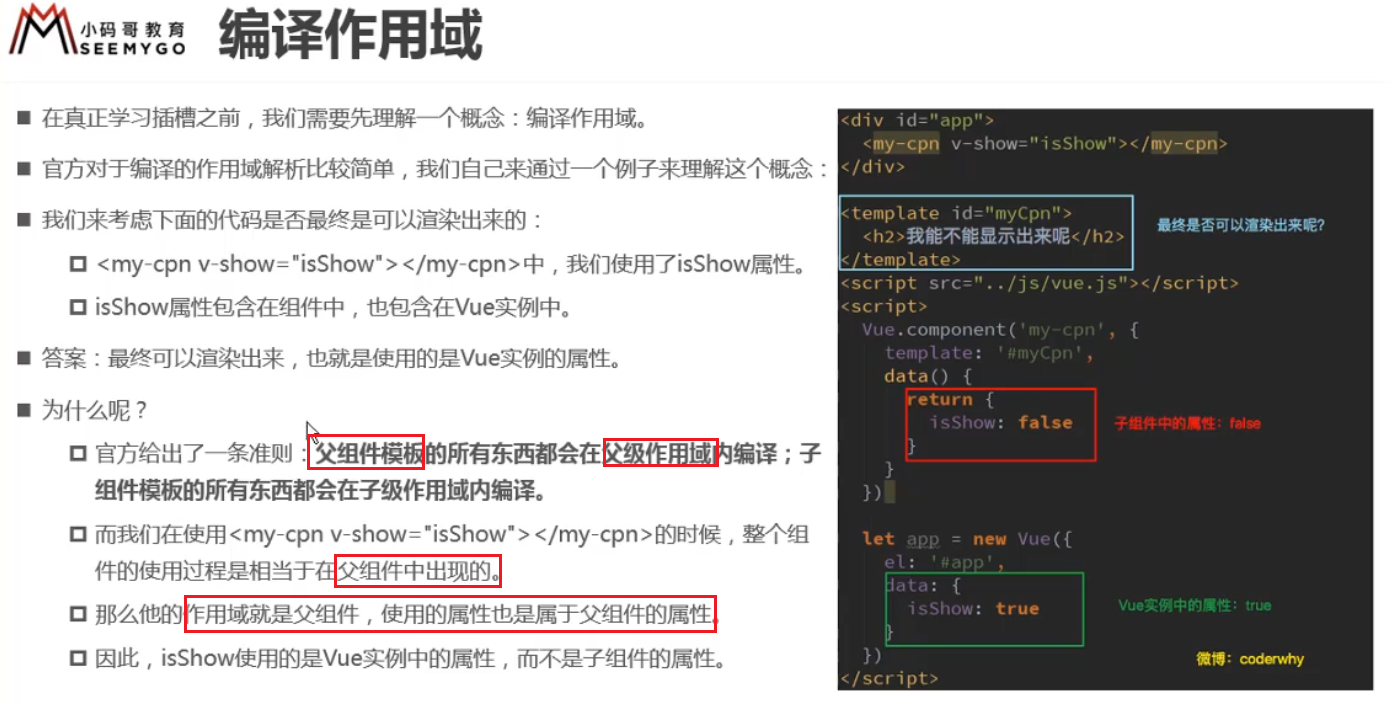 小码哥教育
SEEMYGO
编译作用域
■ 在真正学习插槽之前，我们需要先理解一个概念：编译作用域。
■ 官方对于编译的作用域解析比较简单，我们自己来通过一个例子来理解这个概念：
■ 我们来考虑下面的代码是否最终是可以渲染出来的：
<my-cpn v-show="isShow"></my-cpn>中，我们使用了isShow属性。
isShow属性包含在组件中，也包含在Vue实例中。
■ 答案：最终可以渲染出来，也就是使用的是Vue实例的属性。
■ 为什么呢？
官方给出了一条准则：父组件模板的所有东西都会在父级作用域内编译；子
组件模板的所有东西都会在子级作用域内编译。
而我们在使用<my-cpn v-show="isShow"></my-cpn>的时候，整个组
件的使用过程是相当于在父组件中出现的。
那么他的作用域就是父组件，使用的属性也是属于父组件的属性。
因此，isShow使用的是Vue实例中的属性，而不是子组件的属性。
<div id="app">
<my-cpn v-show="isShow"></my-cpn>
</div>
<template id="myCpn">
<h2>我能不能显示出来呢</h2>
</template>
最终是否可以渲染出来呢?
<script src="../js/vue.js"></script>
<script>
Vue.component('my-cpn', {
template: '#myCpn',
data() {
return {
isShow: false
}
子组件中的属性：false
}
})
let app = new Vue({
el: '#app',
data: {
isShow: true
}
Vue实例中的属性：true
})
微博：coderwhy
</script>